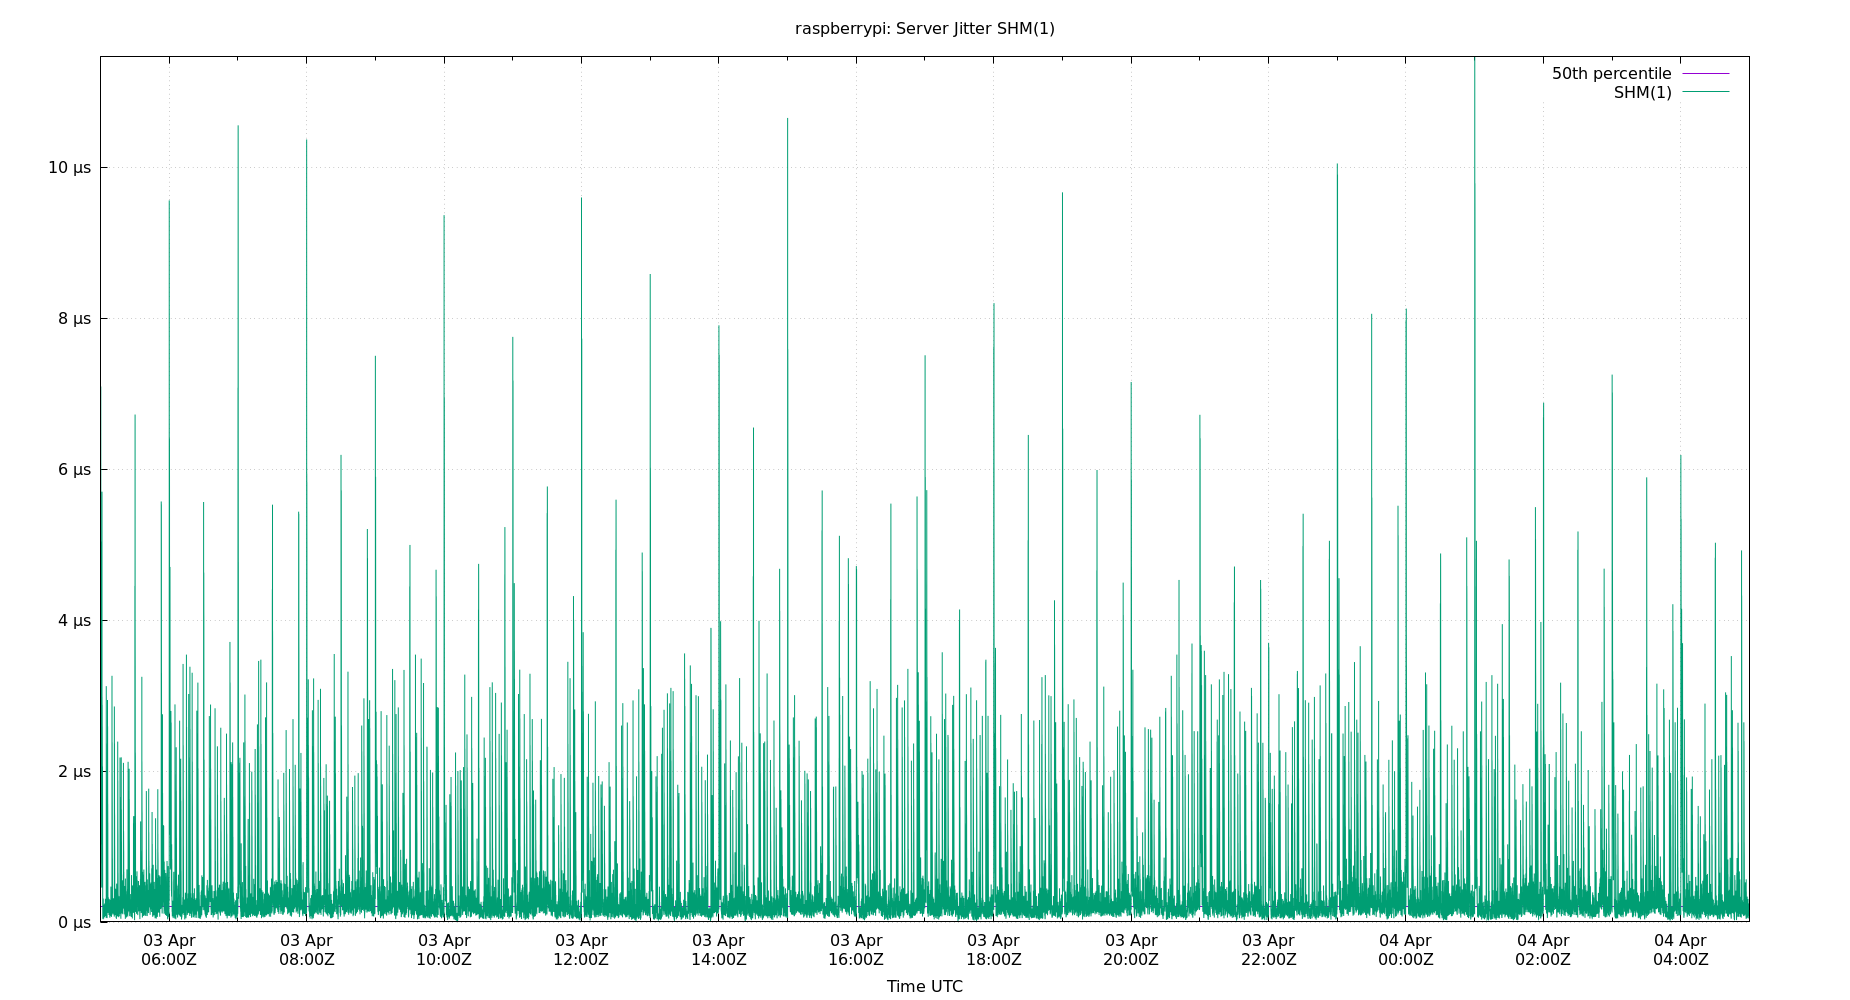 raspberrypi: Server Jitter SHM(1)
50th percentile
SHM(1)
10 µs
8 µs
6 µs
4 µs
2 µs
0 µs
03 Apr 03 Apr 03 Apr 03 Apr 03 Apr 03 Apr 03 Apr 03 Apr 03 Apr 04 Apr 04 Apr 04 Apr
06:00Z 08:00Z 10:00Z 12:00Z 14:00Z 16:00Z 18:00Z 20:00Z 22:00Z 00:00Z 02:00Z 04:00Z
Time UTC